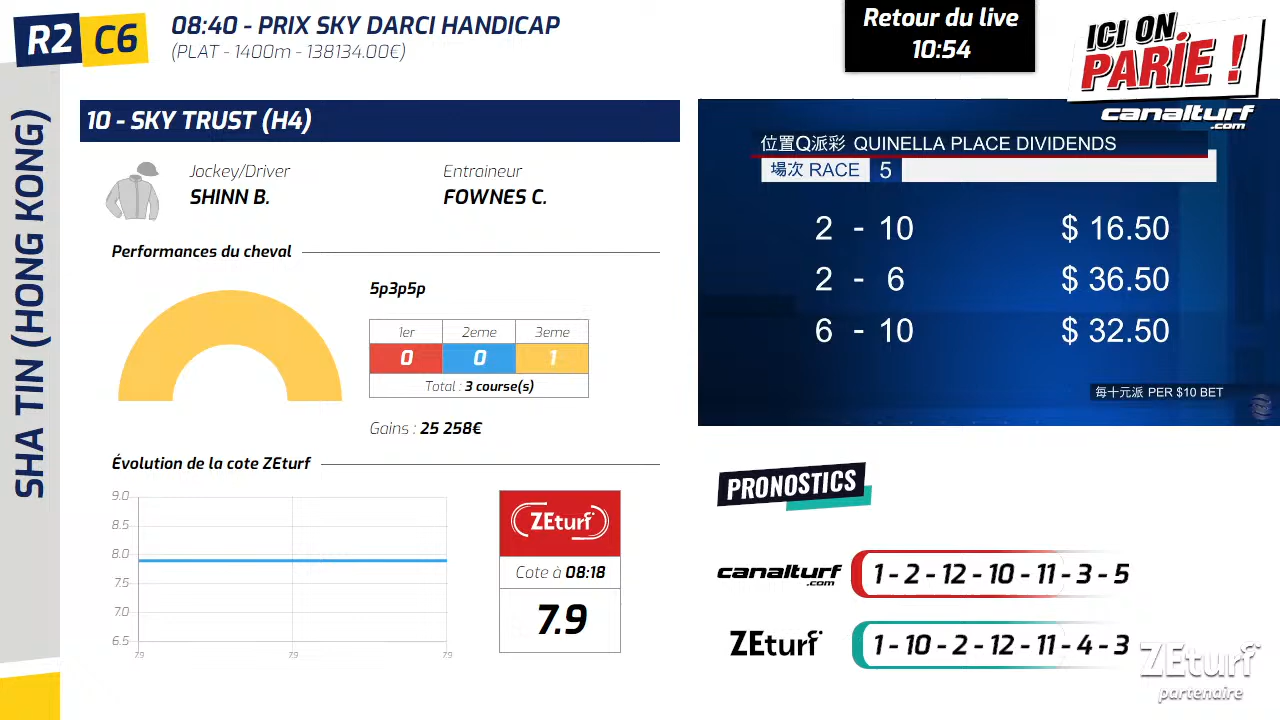 R2 C6
08:40 - PRIX SKY DARCI HANDICAP
(PLAT - 1400m - 138134.00€)
Retour du live
10:54
ICI ON
PARIE !
canalturf
.com
SHA TIN (HONG KONG)
10 - SKY TRUST (H4)
Jockey/Driver
SHINN B.
Entraineur
FOWNES C.
Performances du cheval
5p3p5p
1er 2eme 3eme
0 0 1
Total : 3 course(s)
Gains : 25 258€
Évolution de la cote ZEturf
9.0
8.5
8.0
7.5
7.0
6.5
7.9 7.9 7.9
ZEturf
Cote à 08:18
7.9
位置Q派彩 QUINELLA PLACE DIVIDENDS
場次 RACE 5
2 - 10 $ 16.50
2 - 6 $ 36.50
6 - 10 $ 32.50
每十元派 PER $10 BET
PRONOSTICS
canalturf
.com
1 - 2 - 12 - 10 - 11 - 3 - 5
ZEturf
1 - 10 - 2 - 12 - 11 - 4 - 3
ZEturf
partenaire